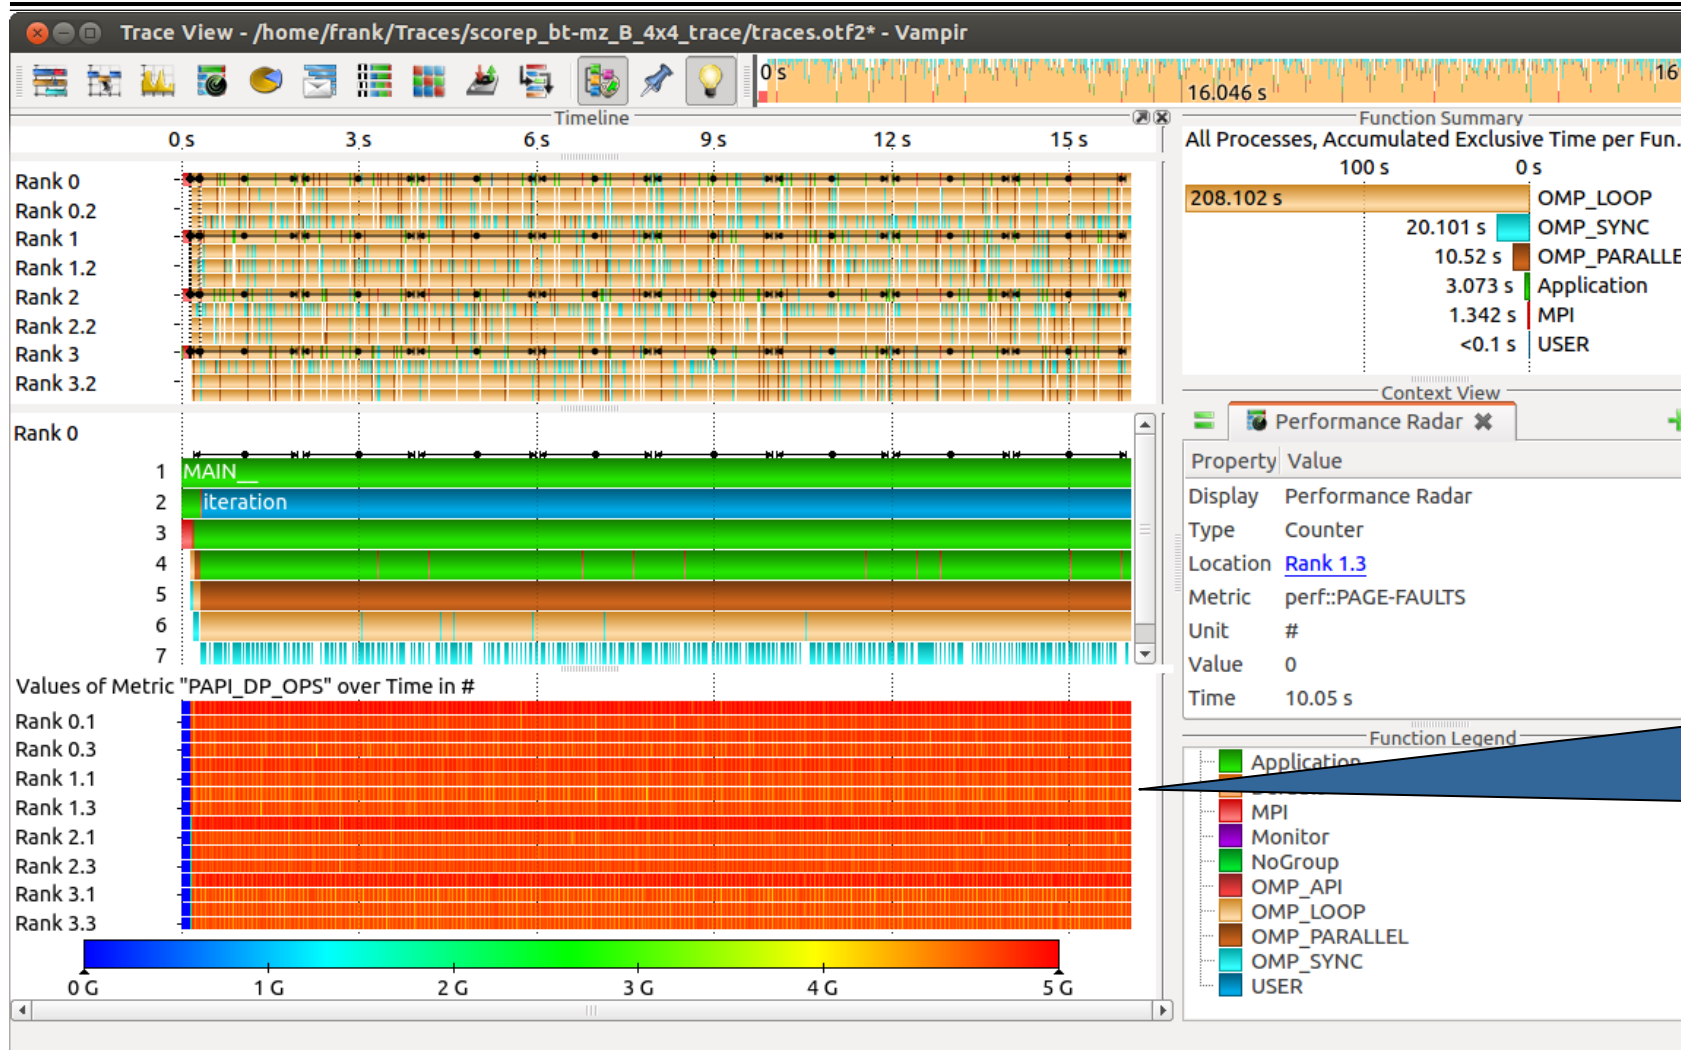 Trace View - /home/frank/Traces/scorep_bt-mz_B_4x4_trace/traces.otf2* - Vampir
0 s
16
16.046 s
Timeline
0 s 3 s 6 s 9 s 12 s 15 s
Rank 0
Rank 0.2
Rank 1
Rank 1.2
Rank 2
Rank 2.2
Rank 3
Rank 3.2
Rank 0
1 MAIN__
2 iteration
3
4
5
6
7
Values of Metric "PAPI_DP_OPS" over Time in #
Rank 0.1
Rank 0.3
Rank 1.1
Rank 1.3
Rank 2.1
Rank 2.3
Rank 3.1
Rank 3.3
0 G 1 G 2 G 3 G 4 G 5 G
Function Summary
All Processes, Accumulated Exclusive Time per Fun.
100 s 0 s
208.102 s OMP_LOOP
20.101 s OMP_SYNC
10.52 s OMP_PARALLE
3.073 s Application
1.342 s MPI
<0.1 s USER
Context View
Performance Radar
Property Value
Display Performance Radar
Type Counter
Location Rank 1.3
Metric perf::PAGE-FAULTS
Unit #
Value 0
Time 10.05 s
Function Legend
Application
MPI
Monitor
NoGroup
OMP_API
OMP_LOOP
OMP_PARALLEL
OMP_SYNC
USER